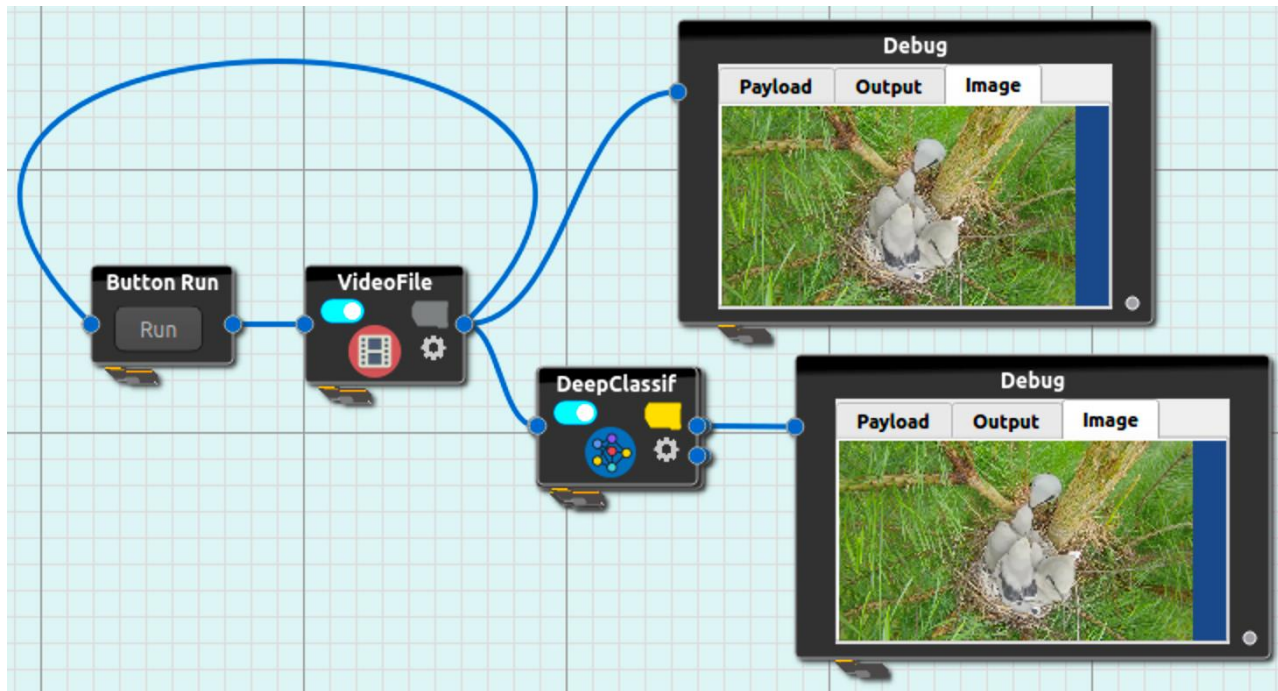 Debug
Payload Output Image
Button Run
Run
VideoFile
DeepClassif
Debug
Payload Output Image